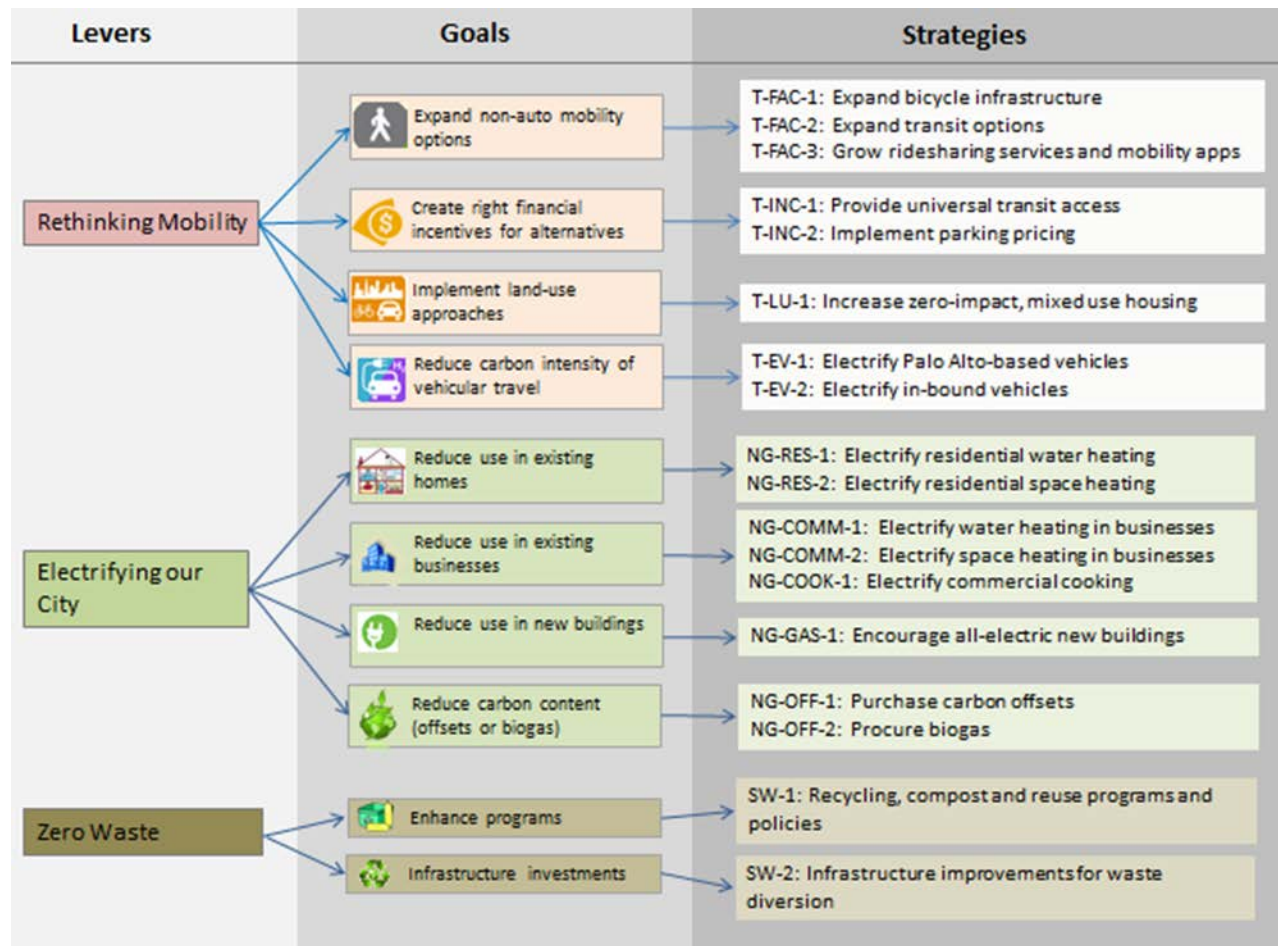 Levers
Goals
Strategies
Rethinking Mobility
Expand non-auto mobility
options
T-FAC-1: Expand bicycle infrastructure
T-FAC-2: Expand transit options
T-FAC-3: Grow ridesharing services and mobility apps
Create right financial
incentives for alternatives
T-INC-1: Provide universal transit access
T-INC-2: Implement parking pricing
Implement land-use
approaches
T-LU-1: Increase zero-impact, mixed use housing
Reduce carbon intensity of
vehicular travel
T-EV-1: Electrify Palo Alto-based vehicles
T-EV-2: Electrify in-bound vehicles
Electrifying our
City
Reduce use in existing
homes
NG-RES-1: Electrify residential water heating
NG-RES-2: Electrify residential space heating
Reduce use in existing
businesses
NG-COMM-1: Electrify water heating in businesses
NG-COMM-2: Electrify space heating in businesses
NG-COOK-1: Electrify commercial cooking
Reduce use in new buildings
NG-GAS-1: Encourage all-electric new buildings
Reduce carbon content
(offsets or biogas)
NG-OFF-1: Purchase carbon offsets
NG-OFF-2: Procure biogas
Zero Waste
Enhance programs
SW-1: Recycling, compost and reuse programs and
policies
Infrastructure investments
SW-2: Infrastructure improvements for waste
diversion